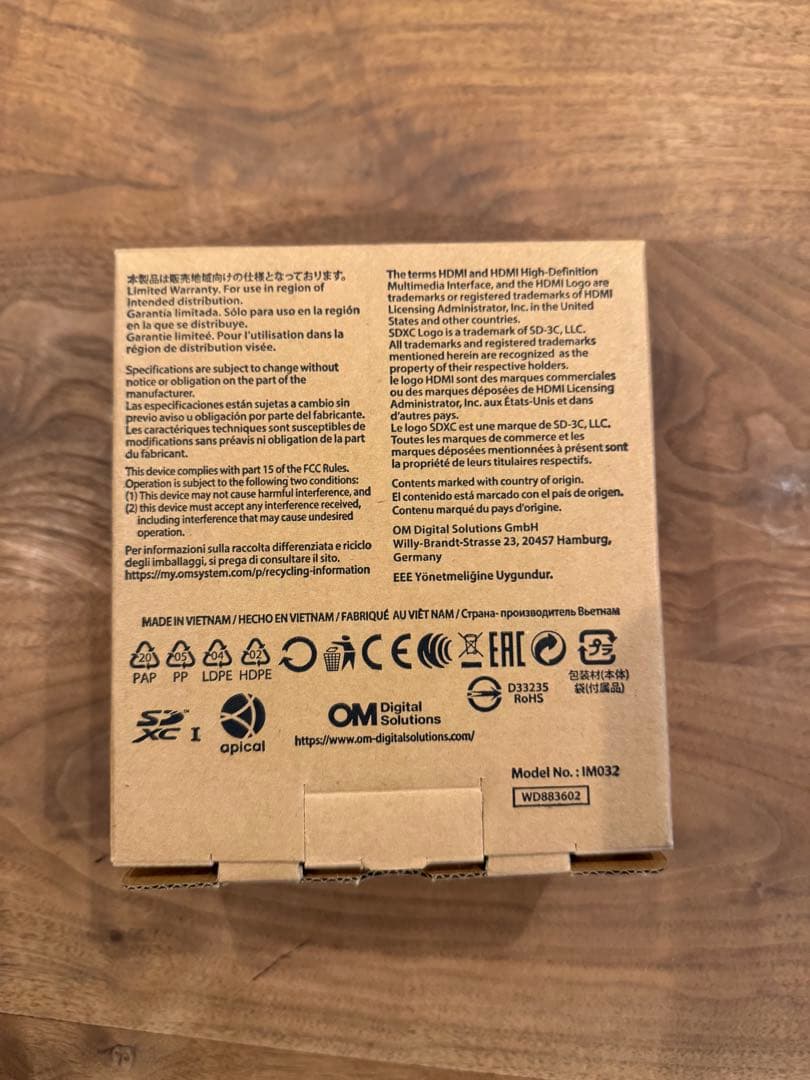 本製品は販売地域向けの仕様となっております。
Limited Warranty. For use in region of
intended distribution.
Garantía limitada. Sólo para uso en la región
en la que se distribuye.
Garantie limiteé. Pour l'utilisation dans la
région de distribution visée.
Specifications are subject to change without
notice or obligation on the part of the
manufacturer.
Las especificaciones están sujetas a cambio sin
previo aviso u obligación por parte del fabricante.
Les caractéristiques techniques sont susceptibles de
modifications sans préavis ni obligation de la part
du fabricant.
This device complies with part 15 of the FCC Rules.
Operation is subject to the following two conditions:
(1) This device may not cause harmful interference, and
(2) this device must accept any interference received,
including interference that may cause undesired
operation.
Per informazioni sulla raccolta differenziata e riciclo
degli imballaggi, si prega di consultare il sito.
https://my.omsystem.com/p/recycling-information
The terms HDMI and HDMI High-Definition
Multimedia Interface, and the HDMI Logo are
trademarks or registered trademarks of HDMI
Licensing Administrator, Inc. in the United
States and other countries.
SDXC Logo is a trademark of SD-3C, LLC.
All trademarks and registered trademarks
mentioned herein are recognized as the
property of their respective holders.
le logo HDMI sont des marques commerciales
ou des marques déposées de HDMI Licensing
Administrator, Inc. aux États-Unis et dans
d'autres pays.
Le logo SDXC est une marque de SD-3C, LLC.
Toutes les marques de commerce et les
marques déposées mentionnées à présent sont
la propriété de leurs titulaires respectifs.
Contents marked with country of origin.
El contenido está marcado con el país de origen.
Contenu marqué du pays d'origine.
OM Digital Solutions GmbH
Willy-Brandt-Strasse 23, 20457 Hamburg,
Germany
EEE Yönetmeliğine Uygundur.
MADE IN VIETNAM / HECHO EN VIETNAM / FABRIQUÉ AU VIÊT NAM / Страна- производитель Вьетнам
20 05 04 02 CE EAC プラ
PAP PP LDPE HDPE
包装材(本体)
袋(付属品)
D33235
RoHS
SD XC I
apical
OM Digital Solutions
https://www.om-digitalsolutions.com/
Model No. : IM032
WD883602